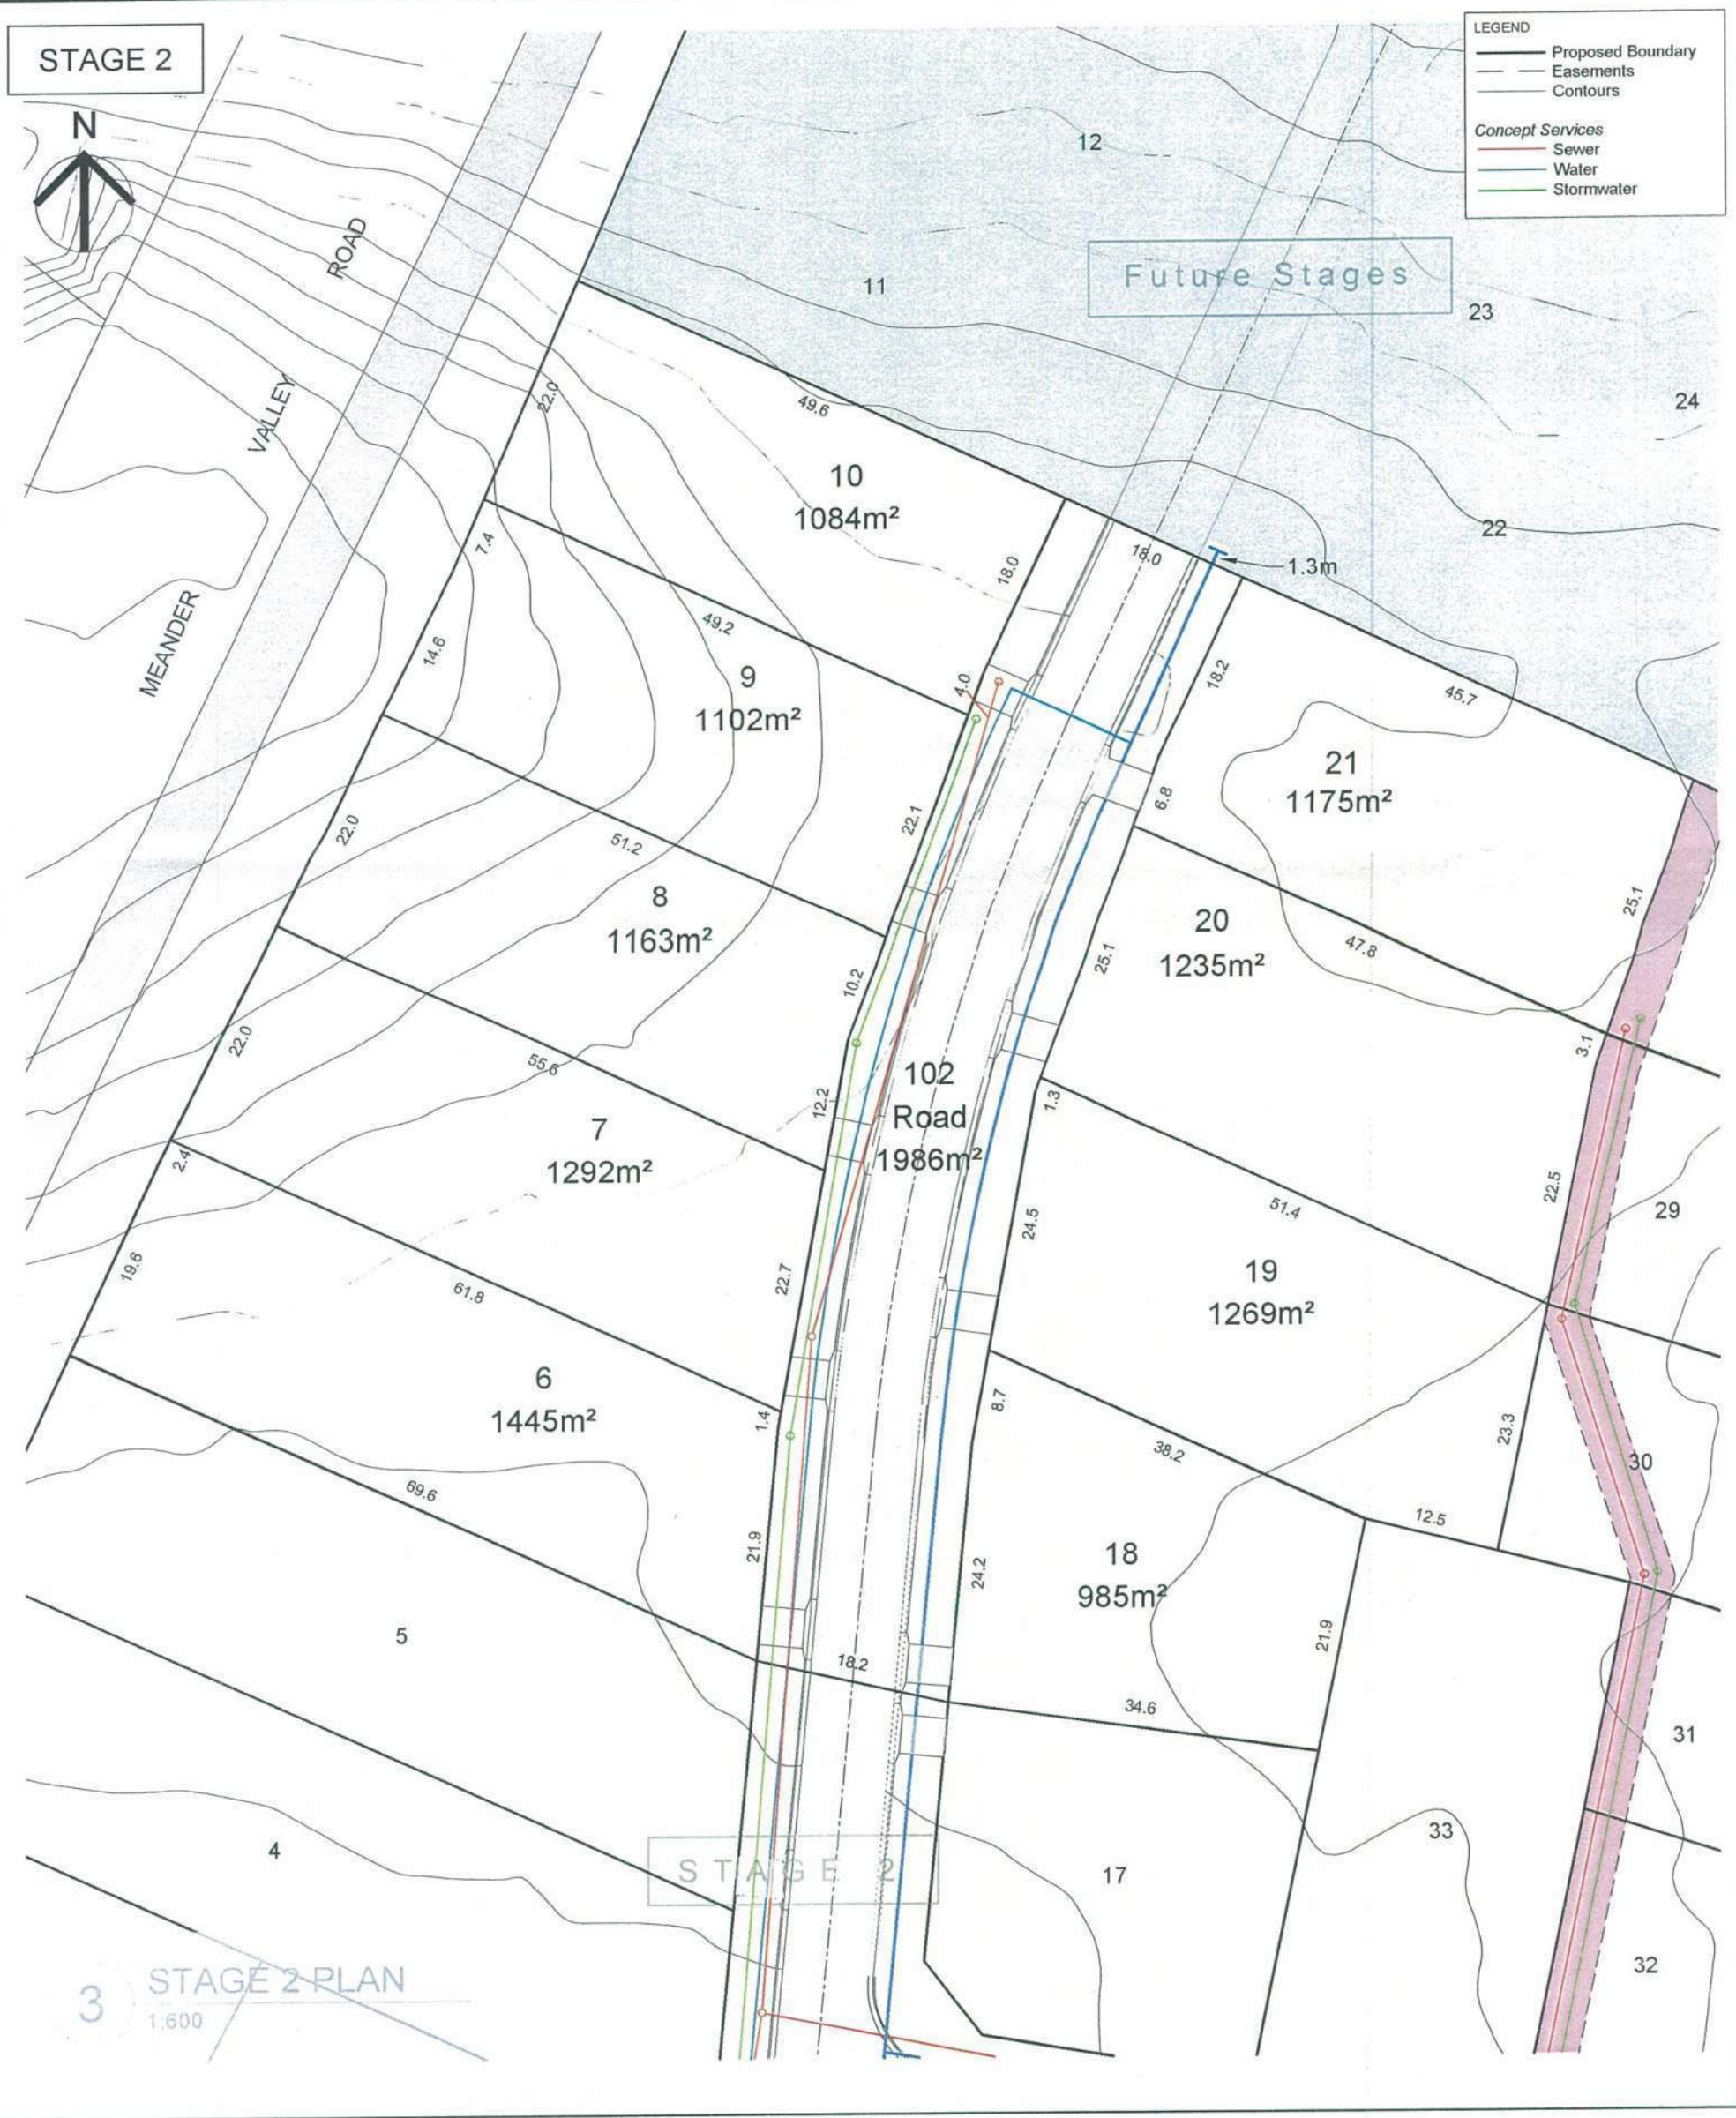 STAGE 2
LEGEND
Proposed Boundary
Easements
Contours
Concept Services
Sewer
Water
Stormwater
N
MEANDER
VALLEY
ROAD
12
11
Future Stages
23
24
22
22.0
49.6
10
1084m²
18.0
18.0
1.3m
7.4
49.2
14.6
9
1102m²
4.0
18.2
45.7
21
1175m²
6.8
22.1
22.0
51.2
8
1163m²
20
1235m²
25.1
25.1
47.8
10.2
22.0
55.6
3.1
102
Road
1986m²
12.2
1.3
7
1292m²
2.4
22.5
51.4
29
24.5
19.6
61.8
22.7
19
1269m²
6
1445m²
1.4
8.7
38.2
23.3
30
69.6
12.5
21.9
24.2
18
985m²
21.9
5
18.2
34.6
31
4
STAGE 2
17
33
32
3
STAGE 2 PLAN
1:600